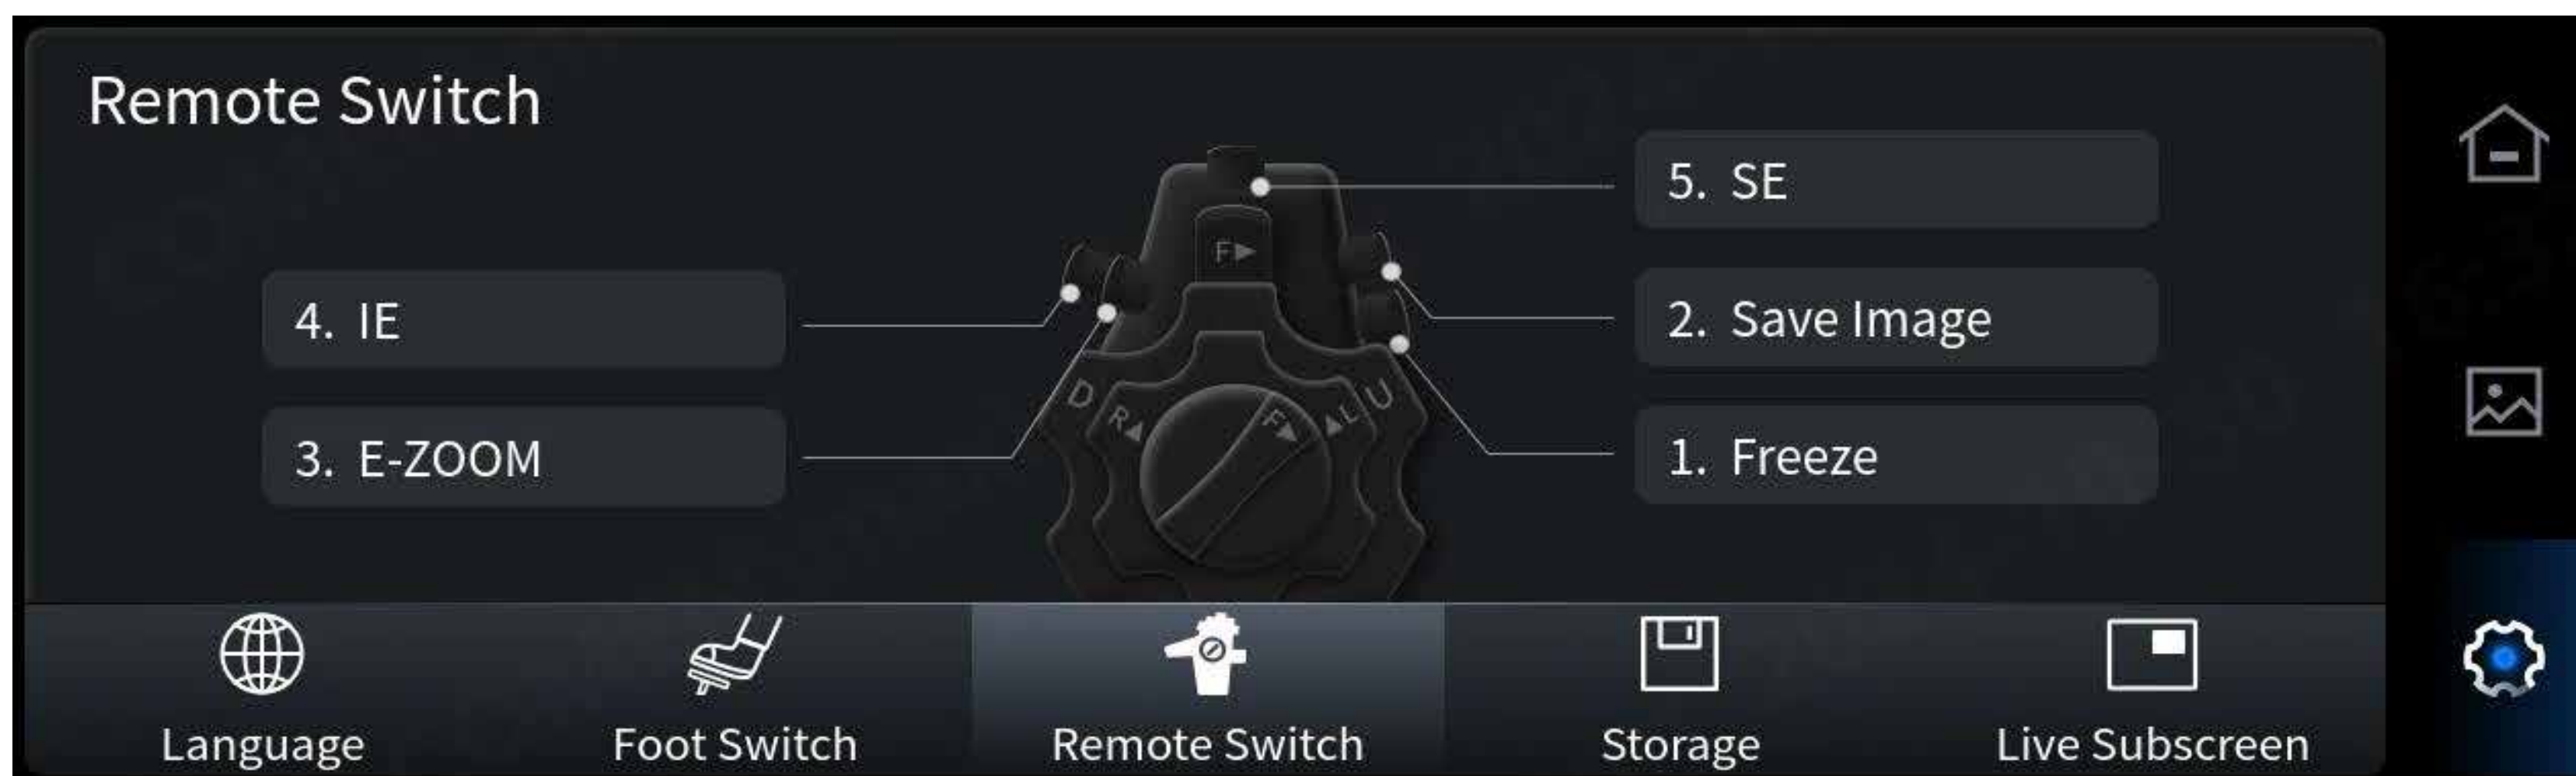 Remote Switch
5. SE
4. IE
2. Save Image
3. E-ZOOM
1. Freeze
F▶
D
R▲
F▶
▲L
U
Language
Foot Switch
Remote Switch
Storage
Live Subscreen